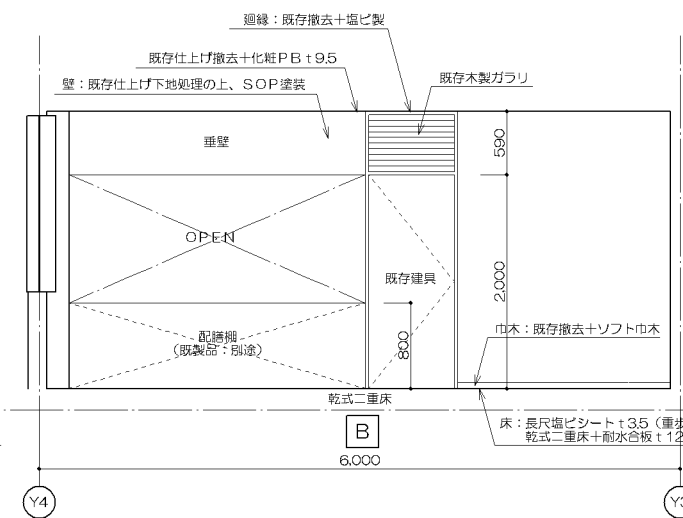 廻縁：既存撤去＋塩ビ製
既存仕上げ撤去＋化粧PBｔ9.5
壁：既存仕上げ下地処理の上、SOP塗装
既存木製ガラリ
垂壁
590
OPEN
既存建具
2,000
配膳棚
（既製品：別途）
800
巾木：既存撤去＋ソフト巾木
乾式二重床
床：長尺塩ビシートｔ3.5（重歩
乾式二重床＋耐水合板ｔ12
B
6,000
Y4
Y3